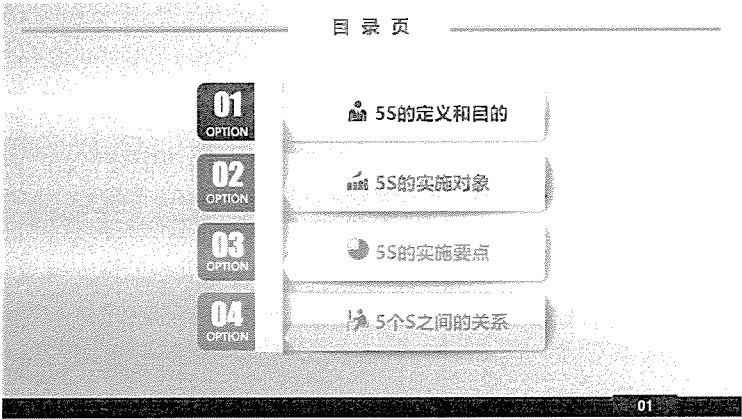 目录页
01
OPTION
5S的定义和目的
02
OPTION
5S的实施对象
03
OPTION
5S的实施要点
04
OPTION
5个S之间的关系
01